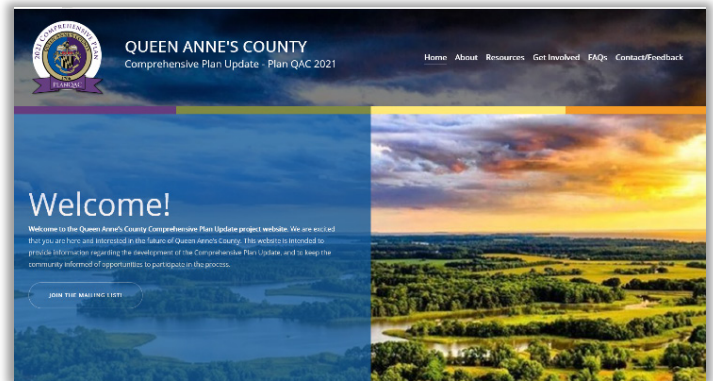 2021 COMPREHENSIVE PLAN
PLANQAC
QUEEN ANNE'S COUNTY
Comprehensive Plan Update - Plan QAC 2021
Home About Resources Get Involved FAQs Contact/Feedback
Welcome!
Welcome to the Queen Anne's County Comprehensive Plan Update project website. We are excited
that you are here and interested in the future of Queen Anne's County. This website is intended to
provide information regarding the development of the Comprehensive Plan Update, and to keep the
community informed of opportunities to participate in the process.
JOIN THE MAILING LIST!